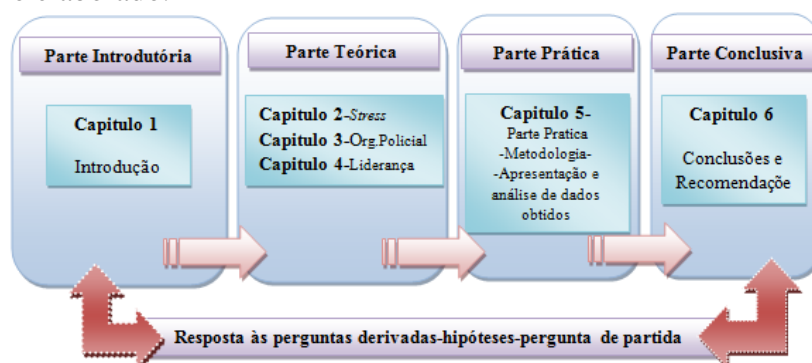 Parte Introdutória
Capitulo 1
Introdução
Parte Teórica
Capitulo 2-Stress
Capitulo 3-Org.Policial
Capitulo 4-Liderança
Parte Prática
Capitulo 5-
Parte Pratica
-Metodologia-
-Apresentação e
análise de dados
obtidos
Parte Conclusiva
Capitulo 6
Conclusões e
Recomendaçõe
Resposta às perguntas derivadas-hipóteses-pergunta de partida